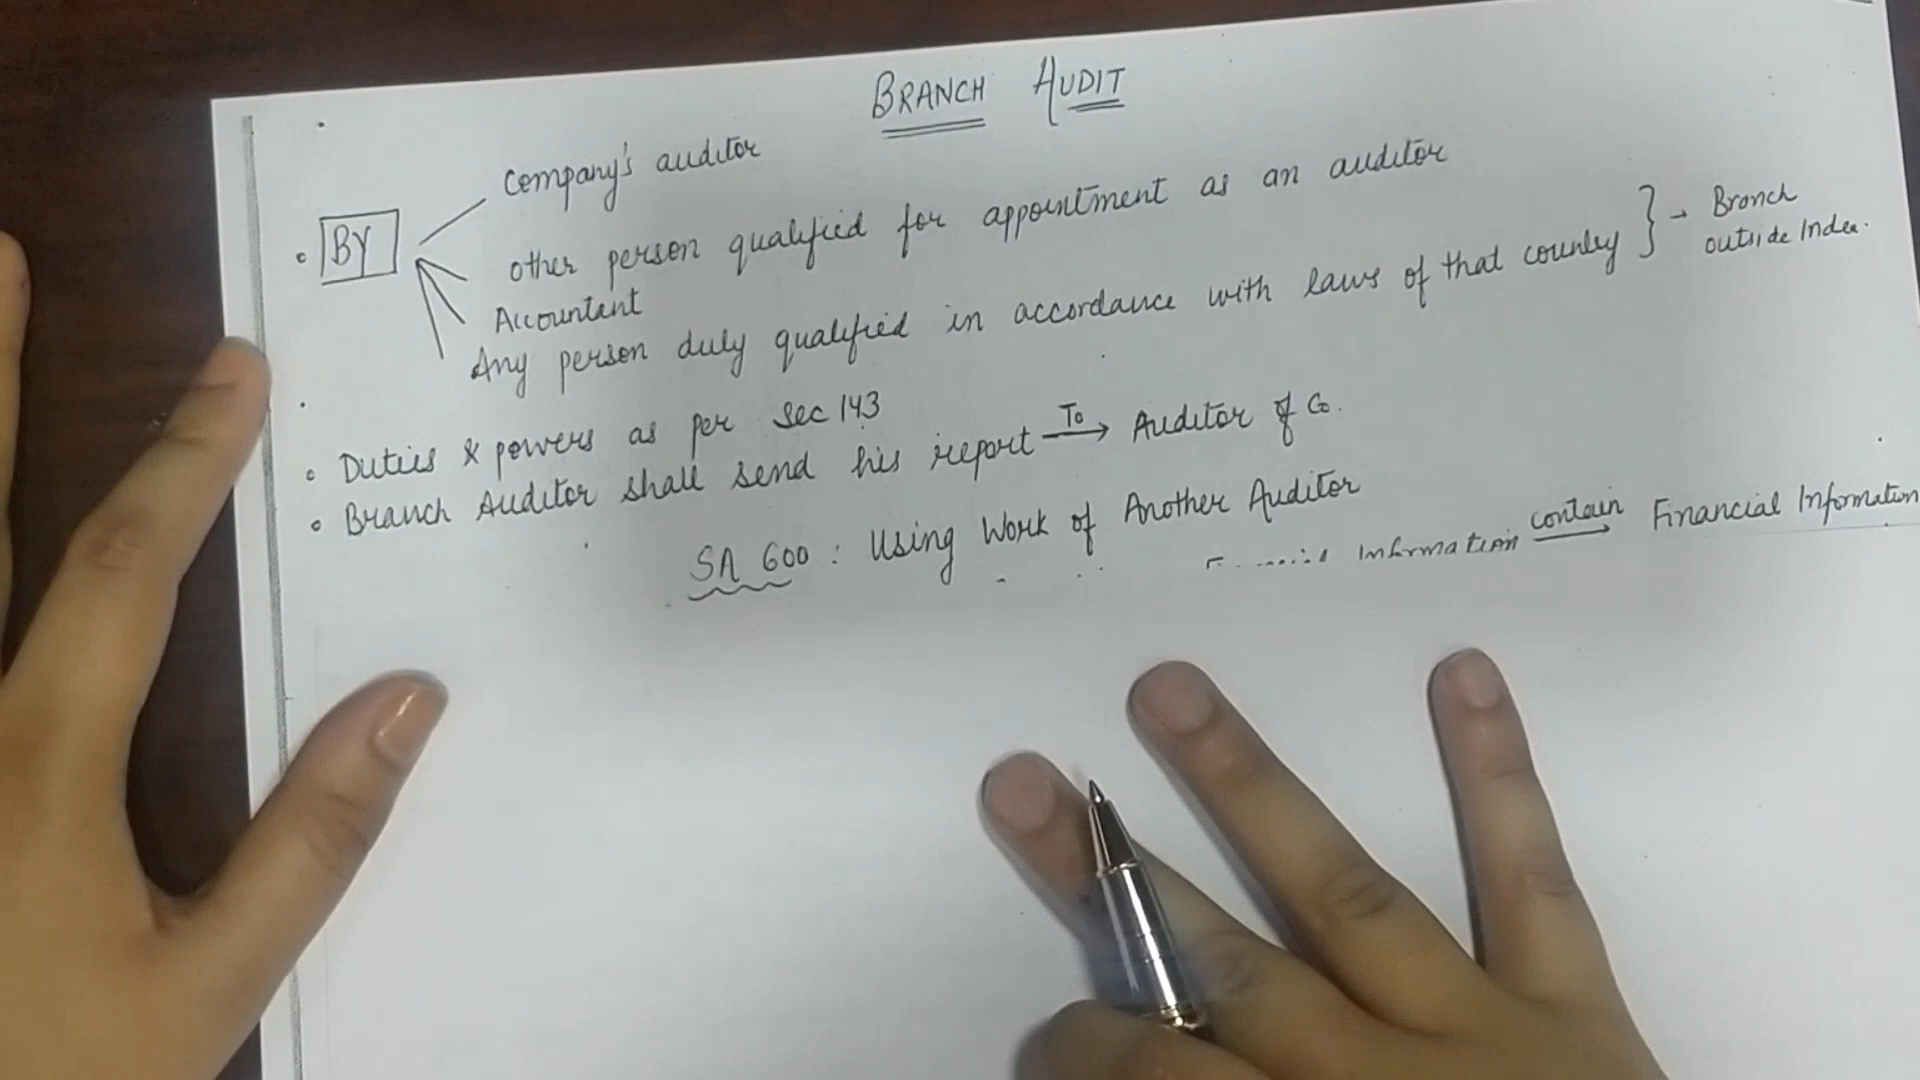 BRANCH AUDIT
Company's auditor
BY
other person qualified for appointment as an auditor
Accountant
Any person duly qualified in accordance with laws of that country } → Branch outside India.
Duties & powers as per Sec 143
Branch Auditor shall send his report To → Auditor of Co.
SA 600 : Using Work of Another Auditor
Information contain → Financial Information